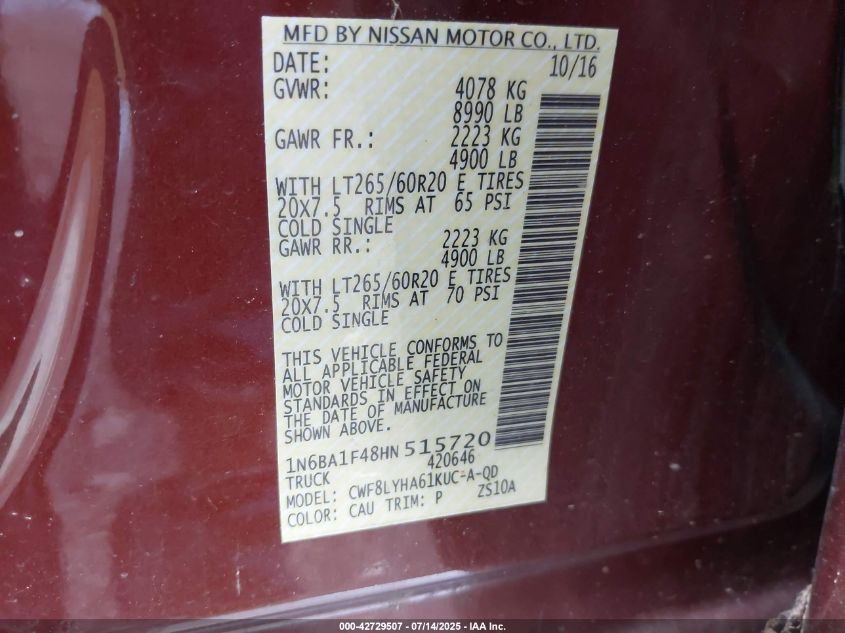 MFD BY NISSAN MOTOR CO., LTD.
DATE: 10/16
GVWR: 4078 KG
8990 LB
GAWR FR.: 2223 KG
4900 LB
WITH LT265/60R20 E TIRES
20X7.5 RIMS AT 65 PSI
COLD SINGLE
GAWR RR.: 2223 KG
4900 LB
WITH LT265/60R20 E TIRES
20X7.5 RIMS AT 70 PSI
COLD SINGLE
THIS VEHICLE CONFORMS TO
ALL APPLICABLE FEDERAL
MOTOR VEHICLE SAFETY
STANDARDS IN EFFECT ON
THE DATE OF MANUFACTURE
SHOWN ABOVE.
1N6BA1F48HN515720
TRUCK 420646
MODEL: CWF8LYHA61KUC-A-QD
COLOR: CAU TRIM: P ZS10A
000-42729507 - 07/14/2025 - IAA Inc.